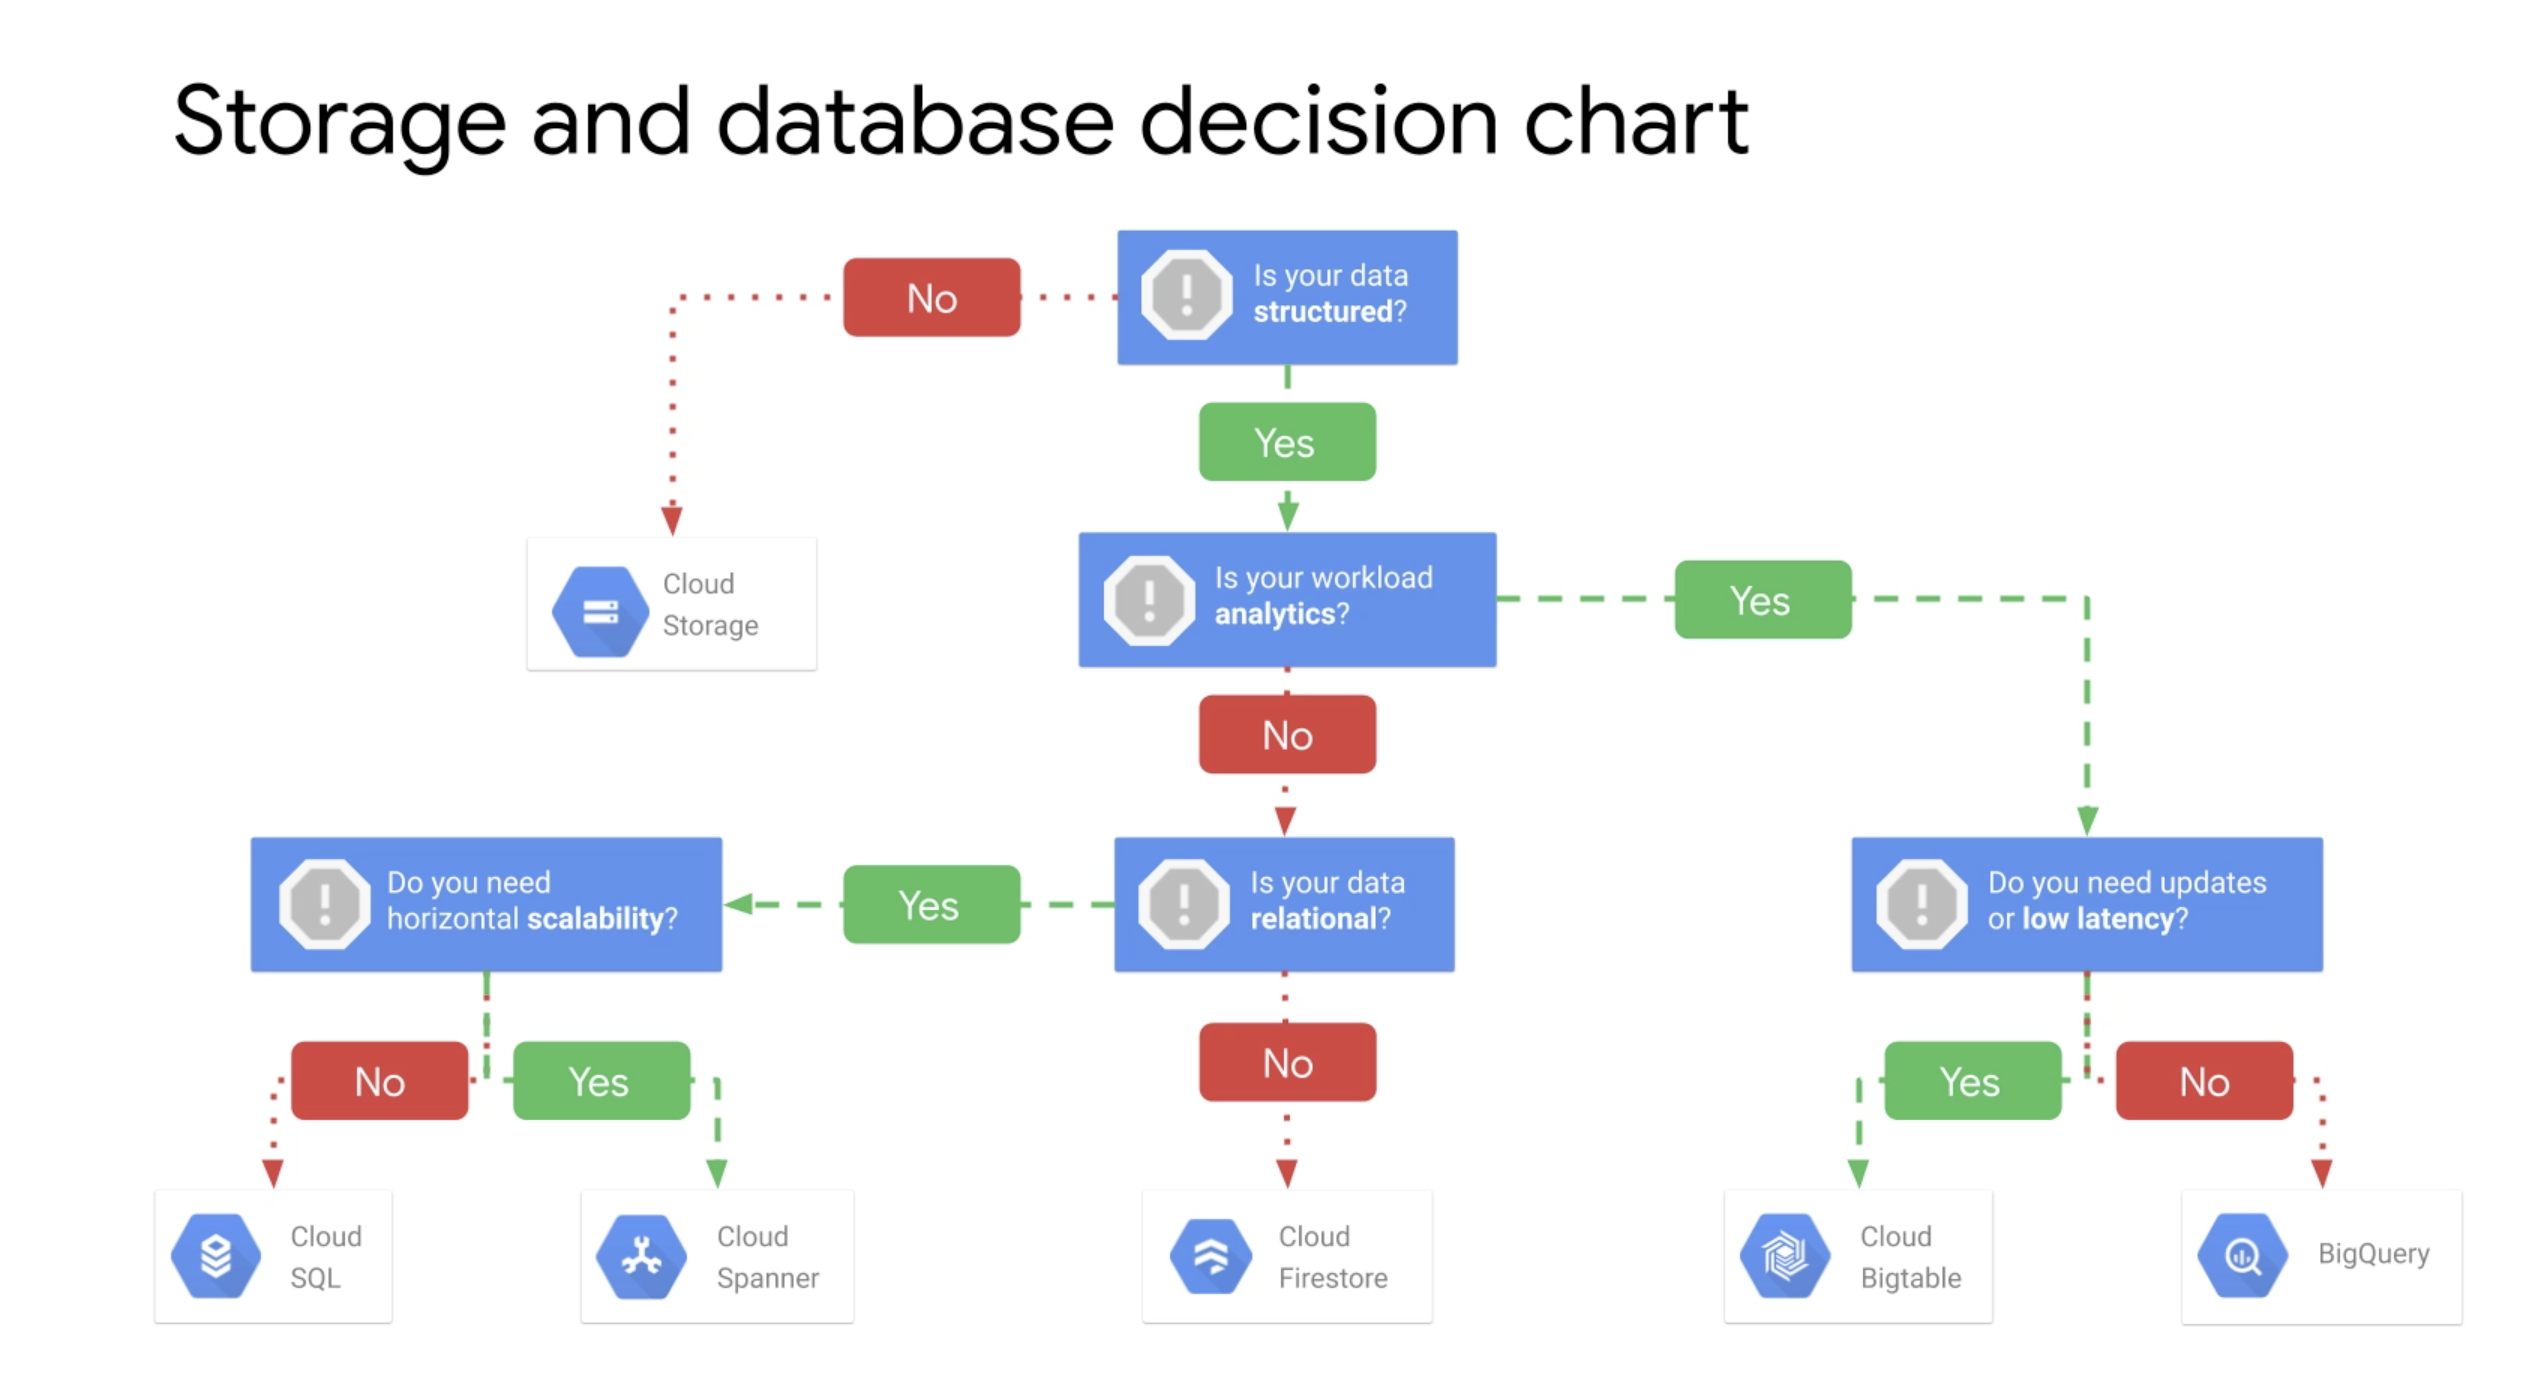 Storage and database decision chart
No
Is your data
structured?
Yes
Cloud
Storage
Is your workload
analytics?
Yes
No
Do you need
horizontal scalability?
Yes
Is your data
relational?
Do you need updates
or low latency?
No
Yes
No
Yes
No
Cloud
SQL
Cloud
Spanner
Cloud
Firestore
Cloud
Bigtable
BigQuery